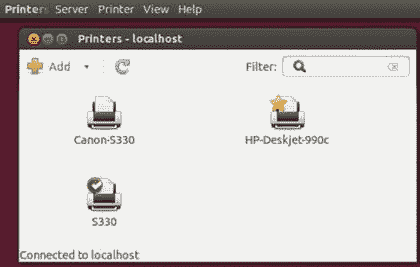 Printers Server Printer View Help
Printers - localhost
Add Filter:
Canon-S330 HP-Deskjet-990c
S330
Connected to localhost